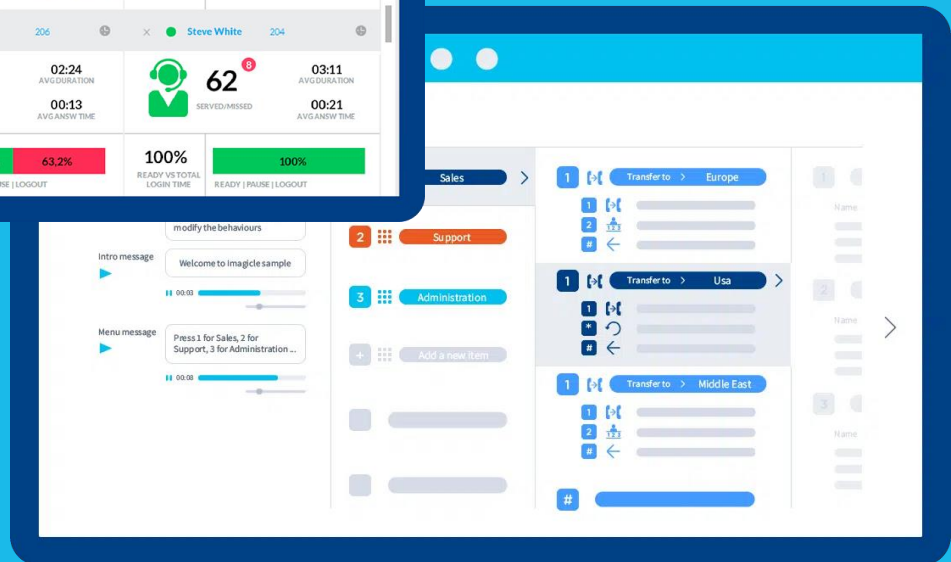 206
× Steve White 204
02:24
AVG DURATION
00:13
AVG ANSW TIME
62
8
SERVED/MISSED
03:11
AVG DURATION
00:21
AVG ANSW TIME
63,2%
SE | LOGOUT
100%
READY VS TOTAL
LOGIN TIME
100%
READY | PAUSE | LOGOUT
modify the behaviours
Intro message
Welcome to imagicle sample
00:03
Menu message
Press 1 for Sales, 2 for
Support, 3 for Administration ...
00:08
Sales
2 Support
3 Administration
+ Add a new item
1 Transfer to > Europe
1
2
#
1 Transfer to > Usa
1
*
#
1 Transfer to > Middle East
1
2
#
#
1
Name
2
Name
3
Name